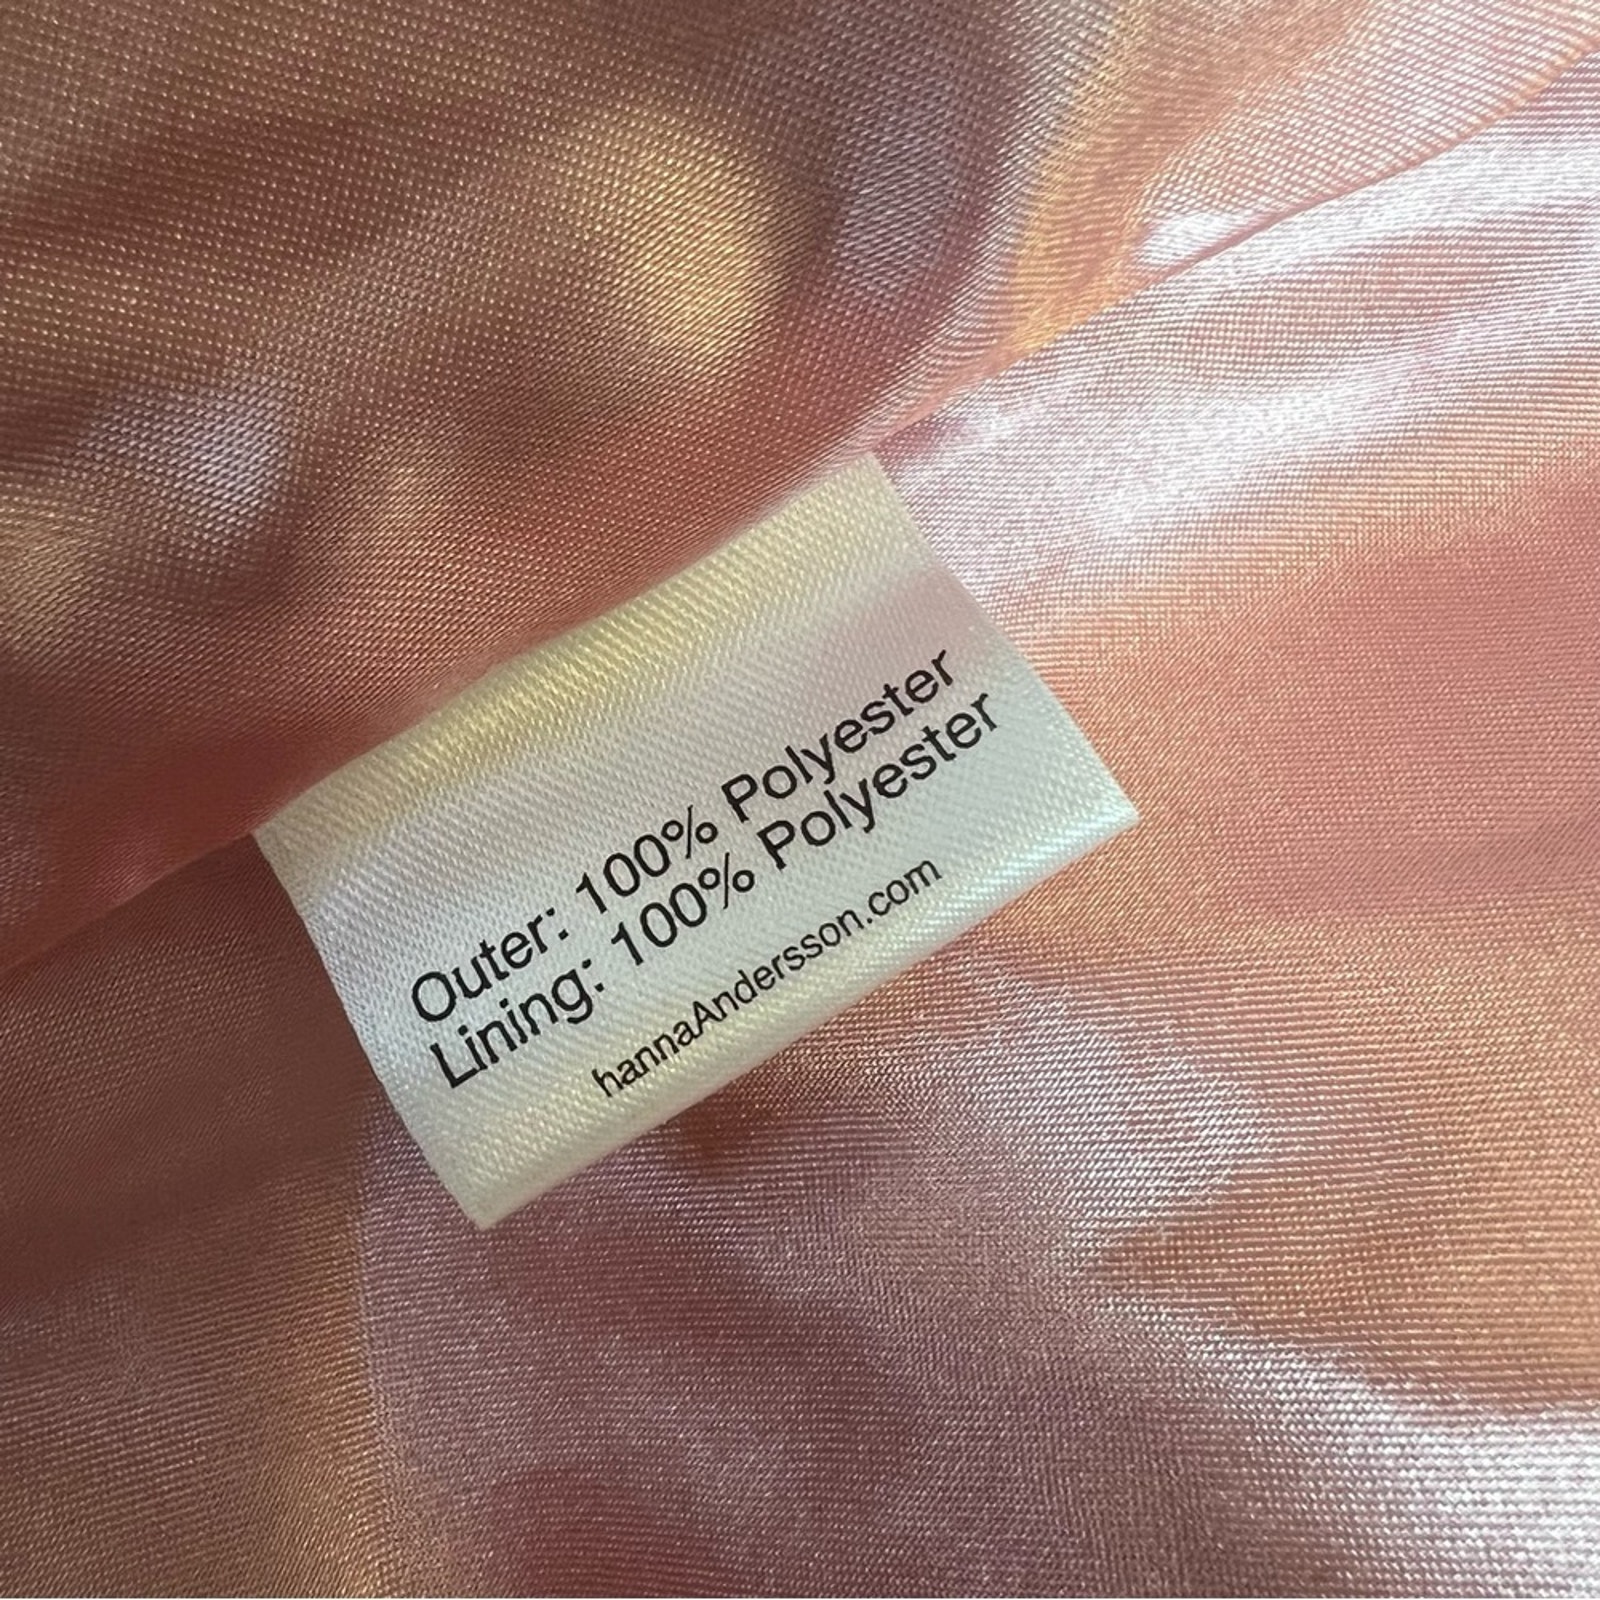 Outer: 100% Polyester
Lining: 100% Polyester
hannaAndersson.com